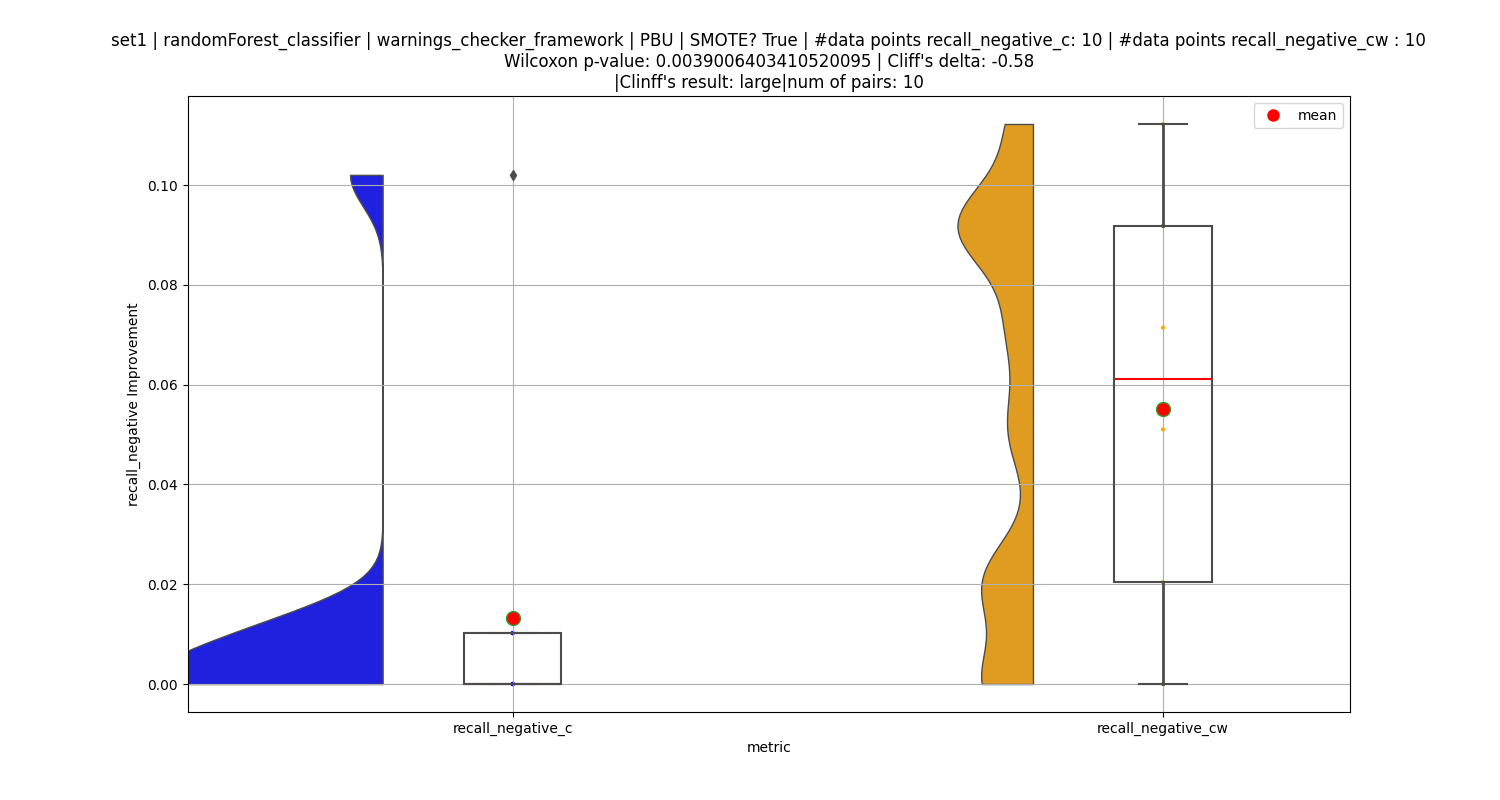 set1 | randomForest_classifier | warnings_checker_framework | PBU | SMOTE? True | #data points recall_negative_c: 10 | #data points recall_negative_cw : 10
Wilcoxon p-value: 0.0039006403410520095 | Cliff's delta: -0.58
|Clinff's result: large|num of pairs: 10
mean
0.10
0.08
0.06
0.04
0.02
0.00
recall_negative Improvement
recall_negative_c
recall_negative_cw
metric